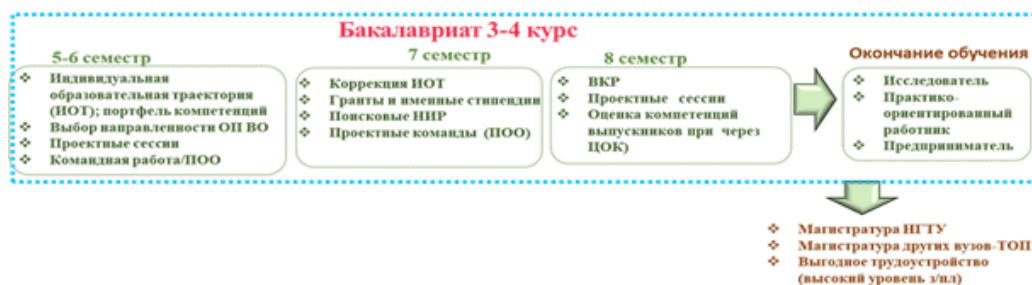 Бакалавриат 3-4 курс
5-6 семестр
❖ Индивидуальная
образовательная траектория
(ИОТ); портфель компетенций
❖ Выбор направленности ОП ВО
❖ Проектные сессии
❖ Командная работа/ПОО
7 семестр
❖ Коррекция ИОТ
❖ Гранты и именные стипендии
❖ Поисковые НИР
❖ Проектные команды (ПОО)
8 семестр
❖ ВКР
❖ Проектные сессии
❖ Оценка компетенций
выпускников при через
ЦОК)
Окончание обучения
❖ Исследователь
❖ Практико-
ориентированный
работник
❖ Предприниматель
❖ Магистратура НГТУ
❖ Магистратура других вузов-ТОП
❖ Выгодное трудоустройство
(высокий уровень з/пл)